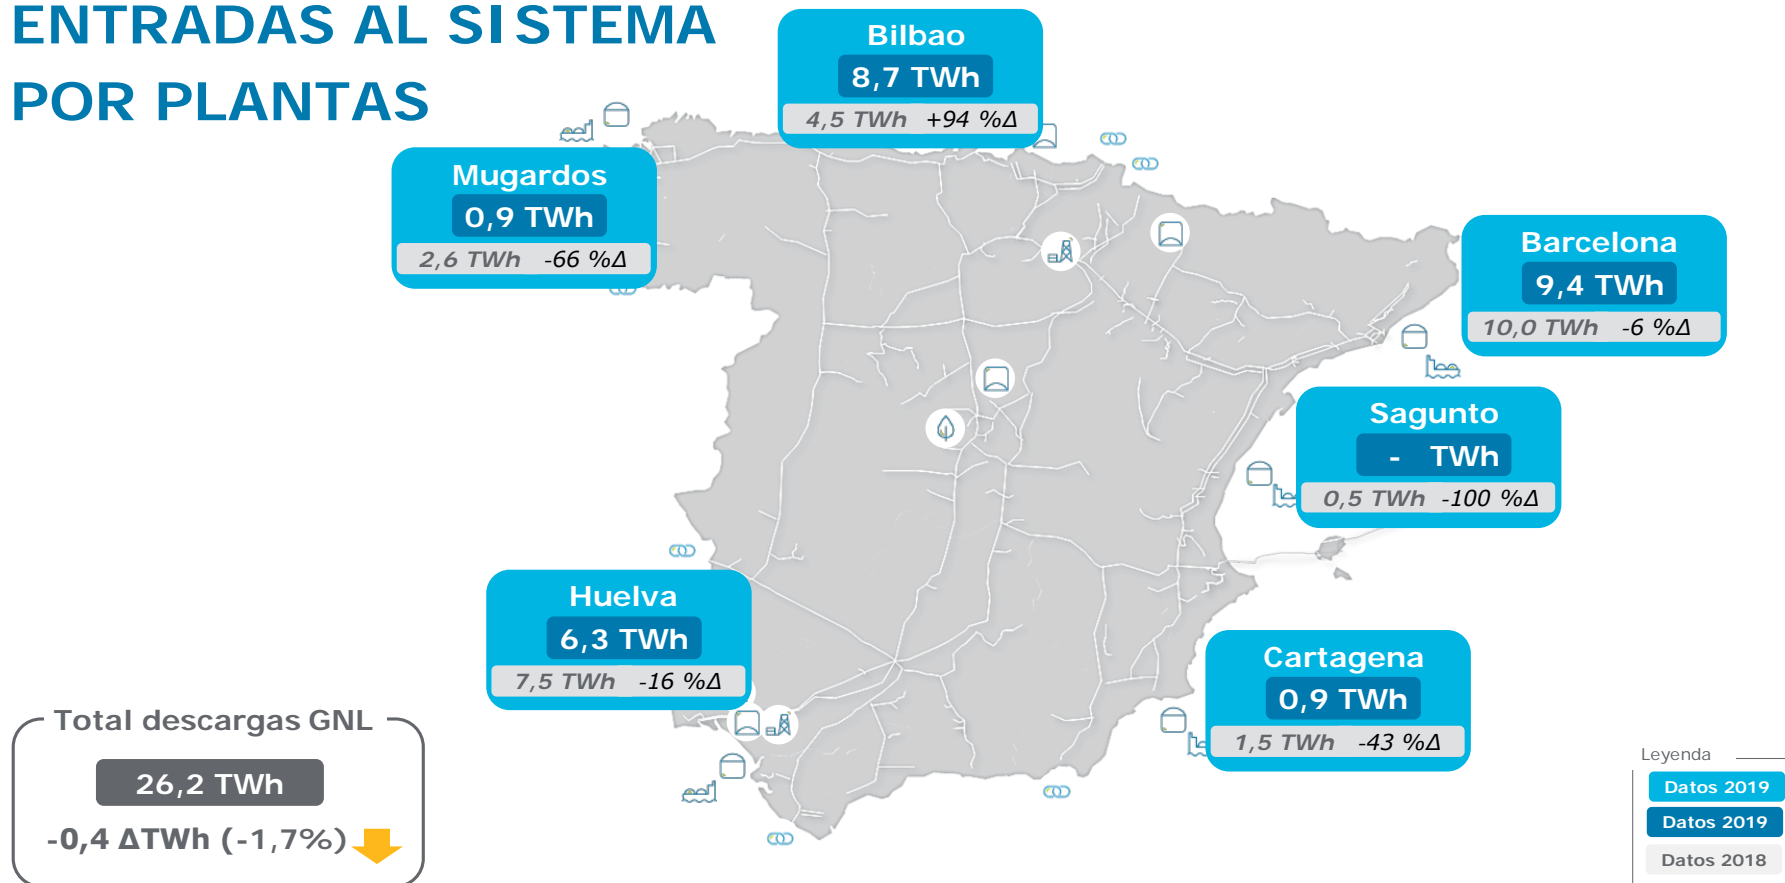 ENTRADAS AL SISTEMA
POR PLANTAS
Bilbao
8,7 TWh
4,5 TWh +94 %Δ
Mugardos
0,9 TWh
2,6 TWh -66 %Δ
Barcelona
9,4 TWh
10,0 TWh -6 %Δ
Sagunto
- TWh
0,5 TWh -100 %Δ
Huelva
6,3 TWh
7,5 TWh -16 %Δ
Cartagena
0,9 TWh
1,5 TWh -43 %Δ
Total descargas GNL
26,2 TWh
-0,4 ΔTWh (-1,7%)
Leyenda
Datos 2019
Datos 2019
Datos 2018